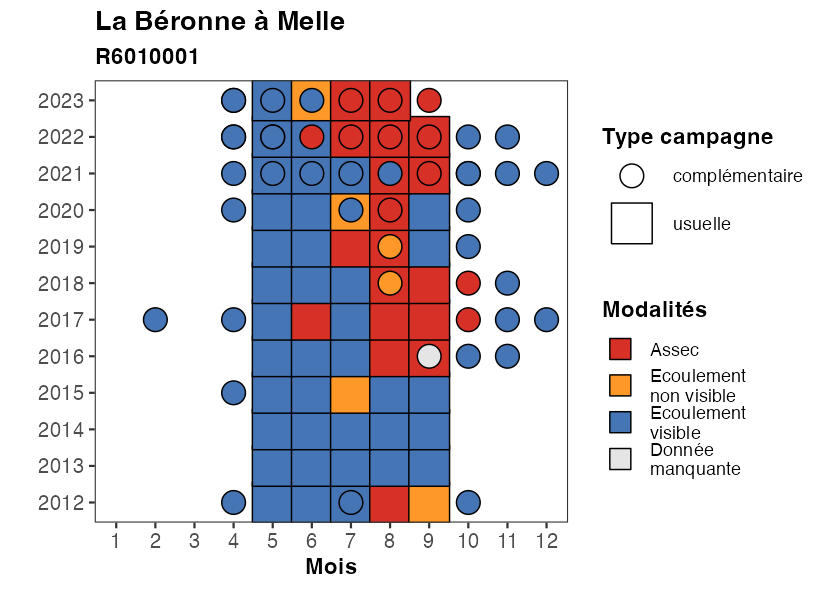 La Béronne à Melle
R6010001
2023
2022
2021
2020
2019
2018
2017
2016
2015
2014
2013
2012
1 2 3 4 5 6 7 8 9 10 11 12
Mois
Type campagne
complémentaire
usuelle
Modalités
Assec
Ecoulement
non visible
Ecoulement
visible
Donnée
manquante